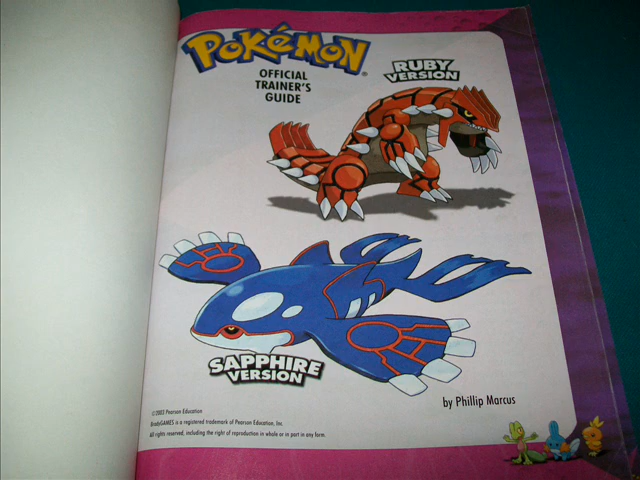 POKéMON
OFFICIAL
TRAINER'S
GUIDE
RUBY
VERSION
SAPPHIRE
VERSION
by Phillip Marcus
©2003 Pearson Education
BradyGAMES is a registered trademark of Pearson Education, Inc.
All rights reserved, including the right of reproduction in whole or in part in any form.